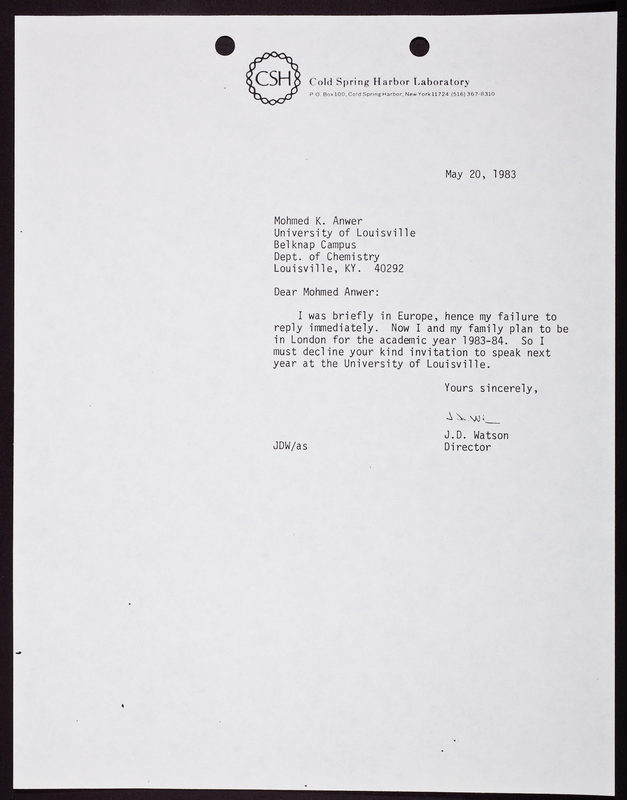 CSH
Cold Spring Harbor Laboratory
P.O. Box 100, Cold Spring Harbor, New York 11724 (516) 367-8310
May 20, 1983
Mohmed K. Anwer
University of Louisville
Belknap Campus
Dept. of Chemistry
Louisville, KY.  40292
Dear Mohmed Anwer:
I was briefly in Europe, hence my failure to
reply immediately.  Now I and my family plan to be
in London for the academic year 1983-84.  So I
must decline your kind invitation to speak next
year at the University of Louisville.
Yours sincerely,
J.D. Watson
JDW/as
Director